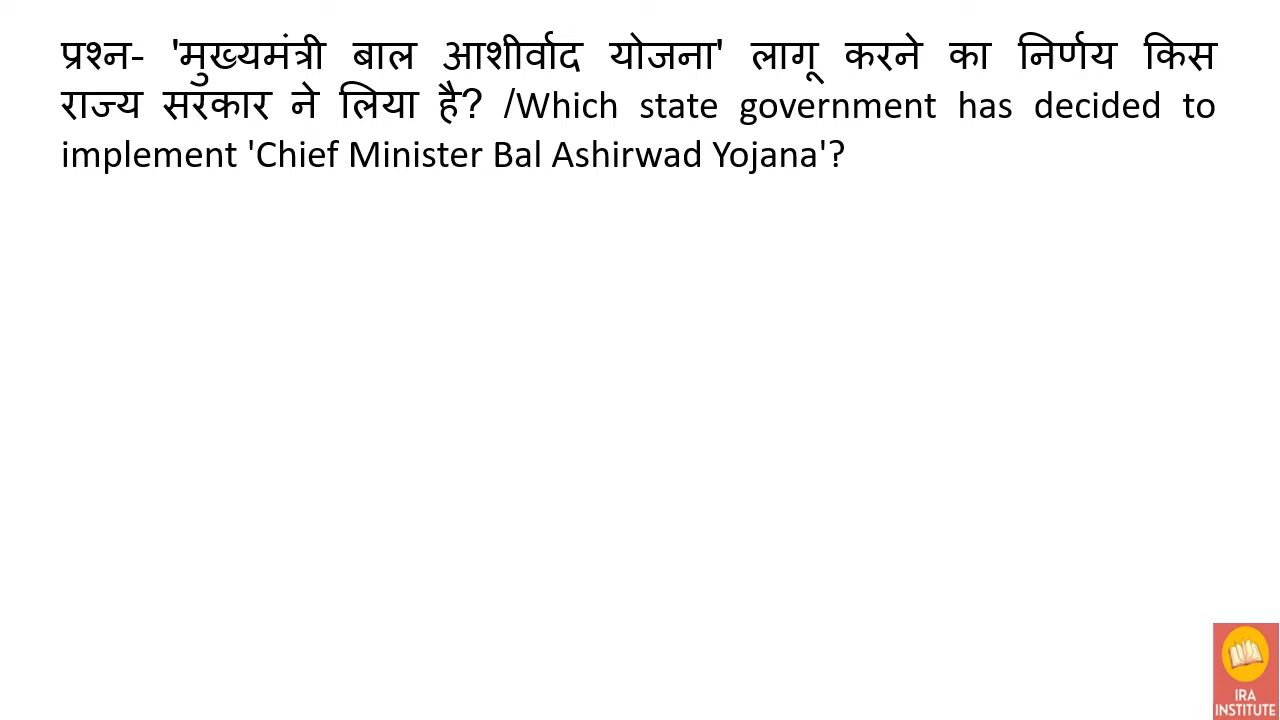 प्रश्न- 'मुख्यमंत्री बाल आशीर्वाद योजना' लागू करने का निर्णय किस
राज्य सरकार ने लिया है? /Which state government has decided to
implement 'Chief Minister Bal Ashirwad Yojana'?
IRA
INSTITUTE